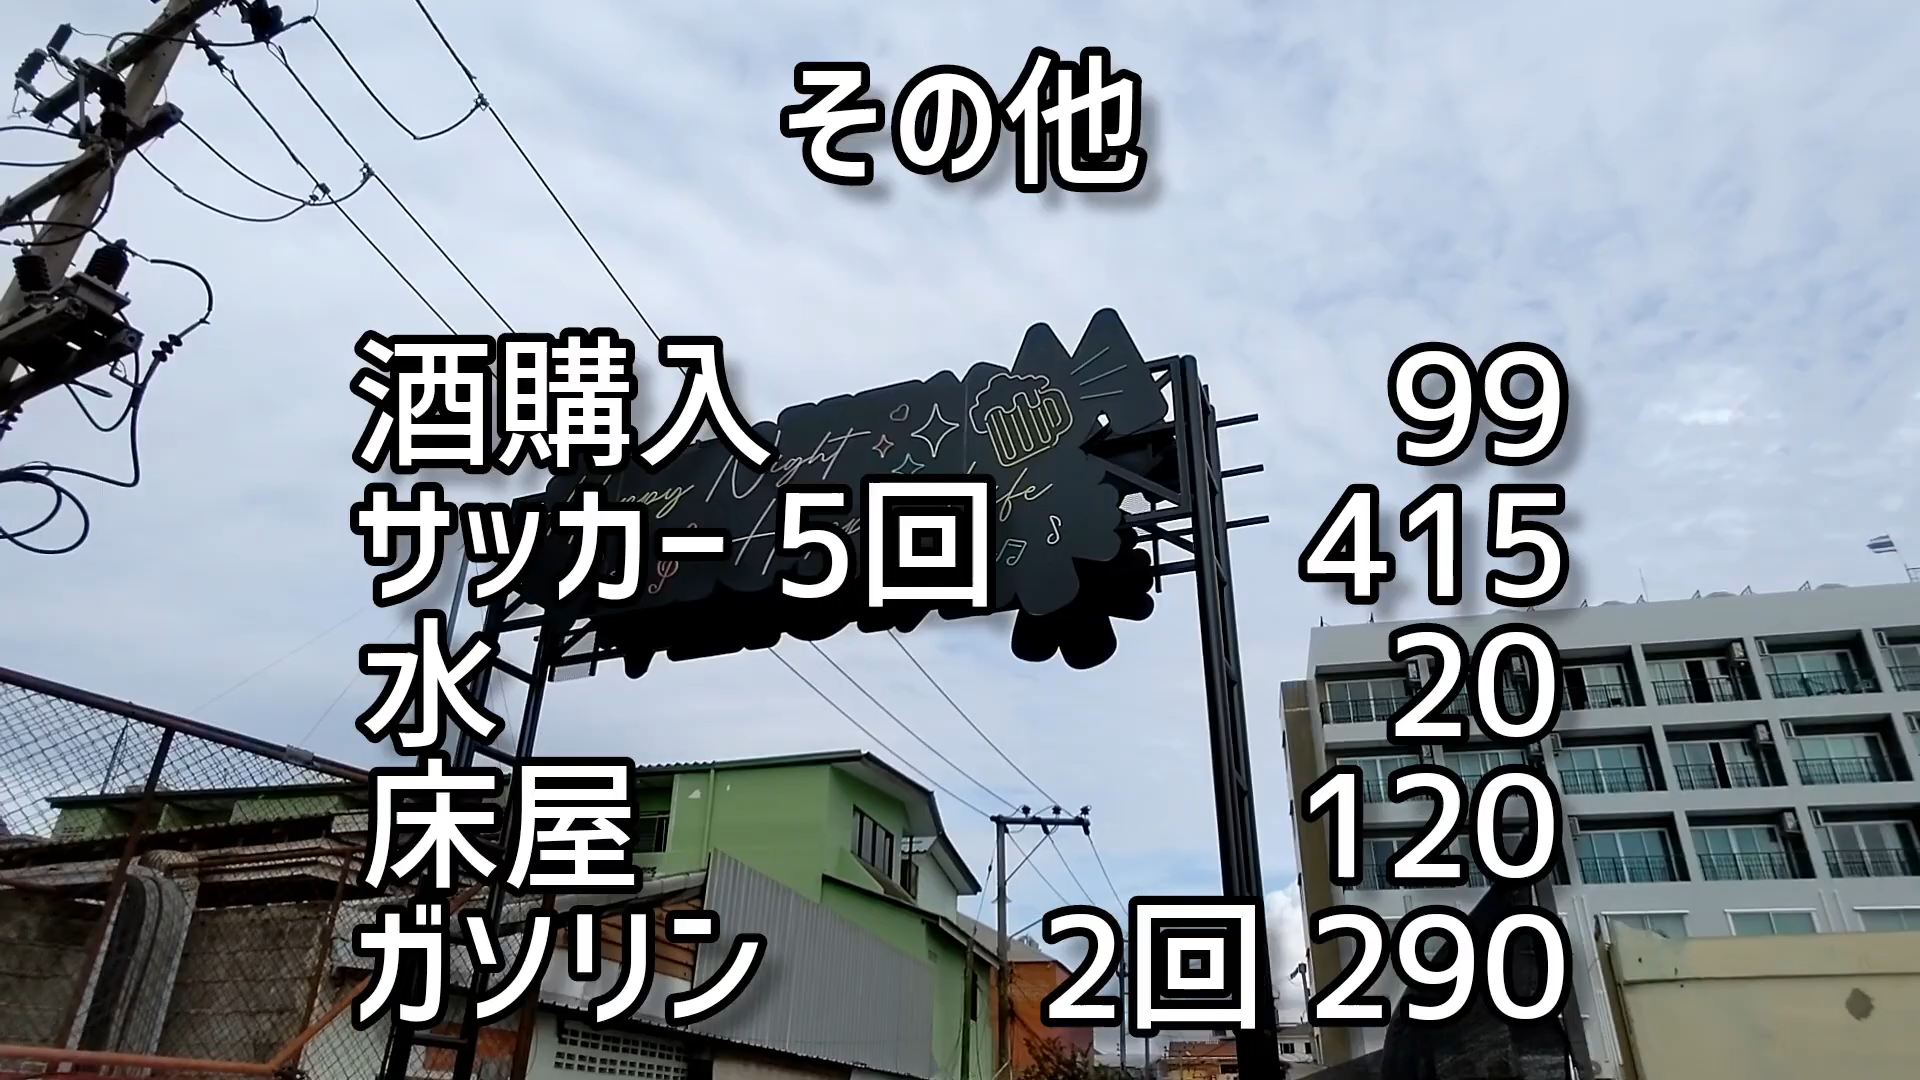 その他
酒購入 99
Night
サッカー 5回 415
水 20
床屋 120
ガソリン 2回 290